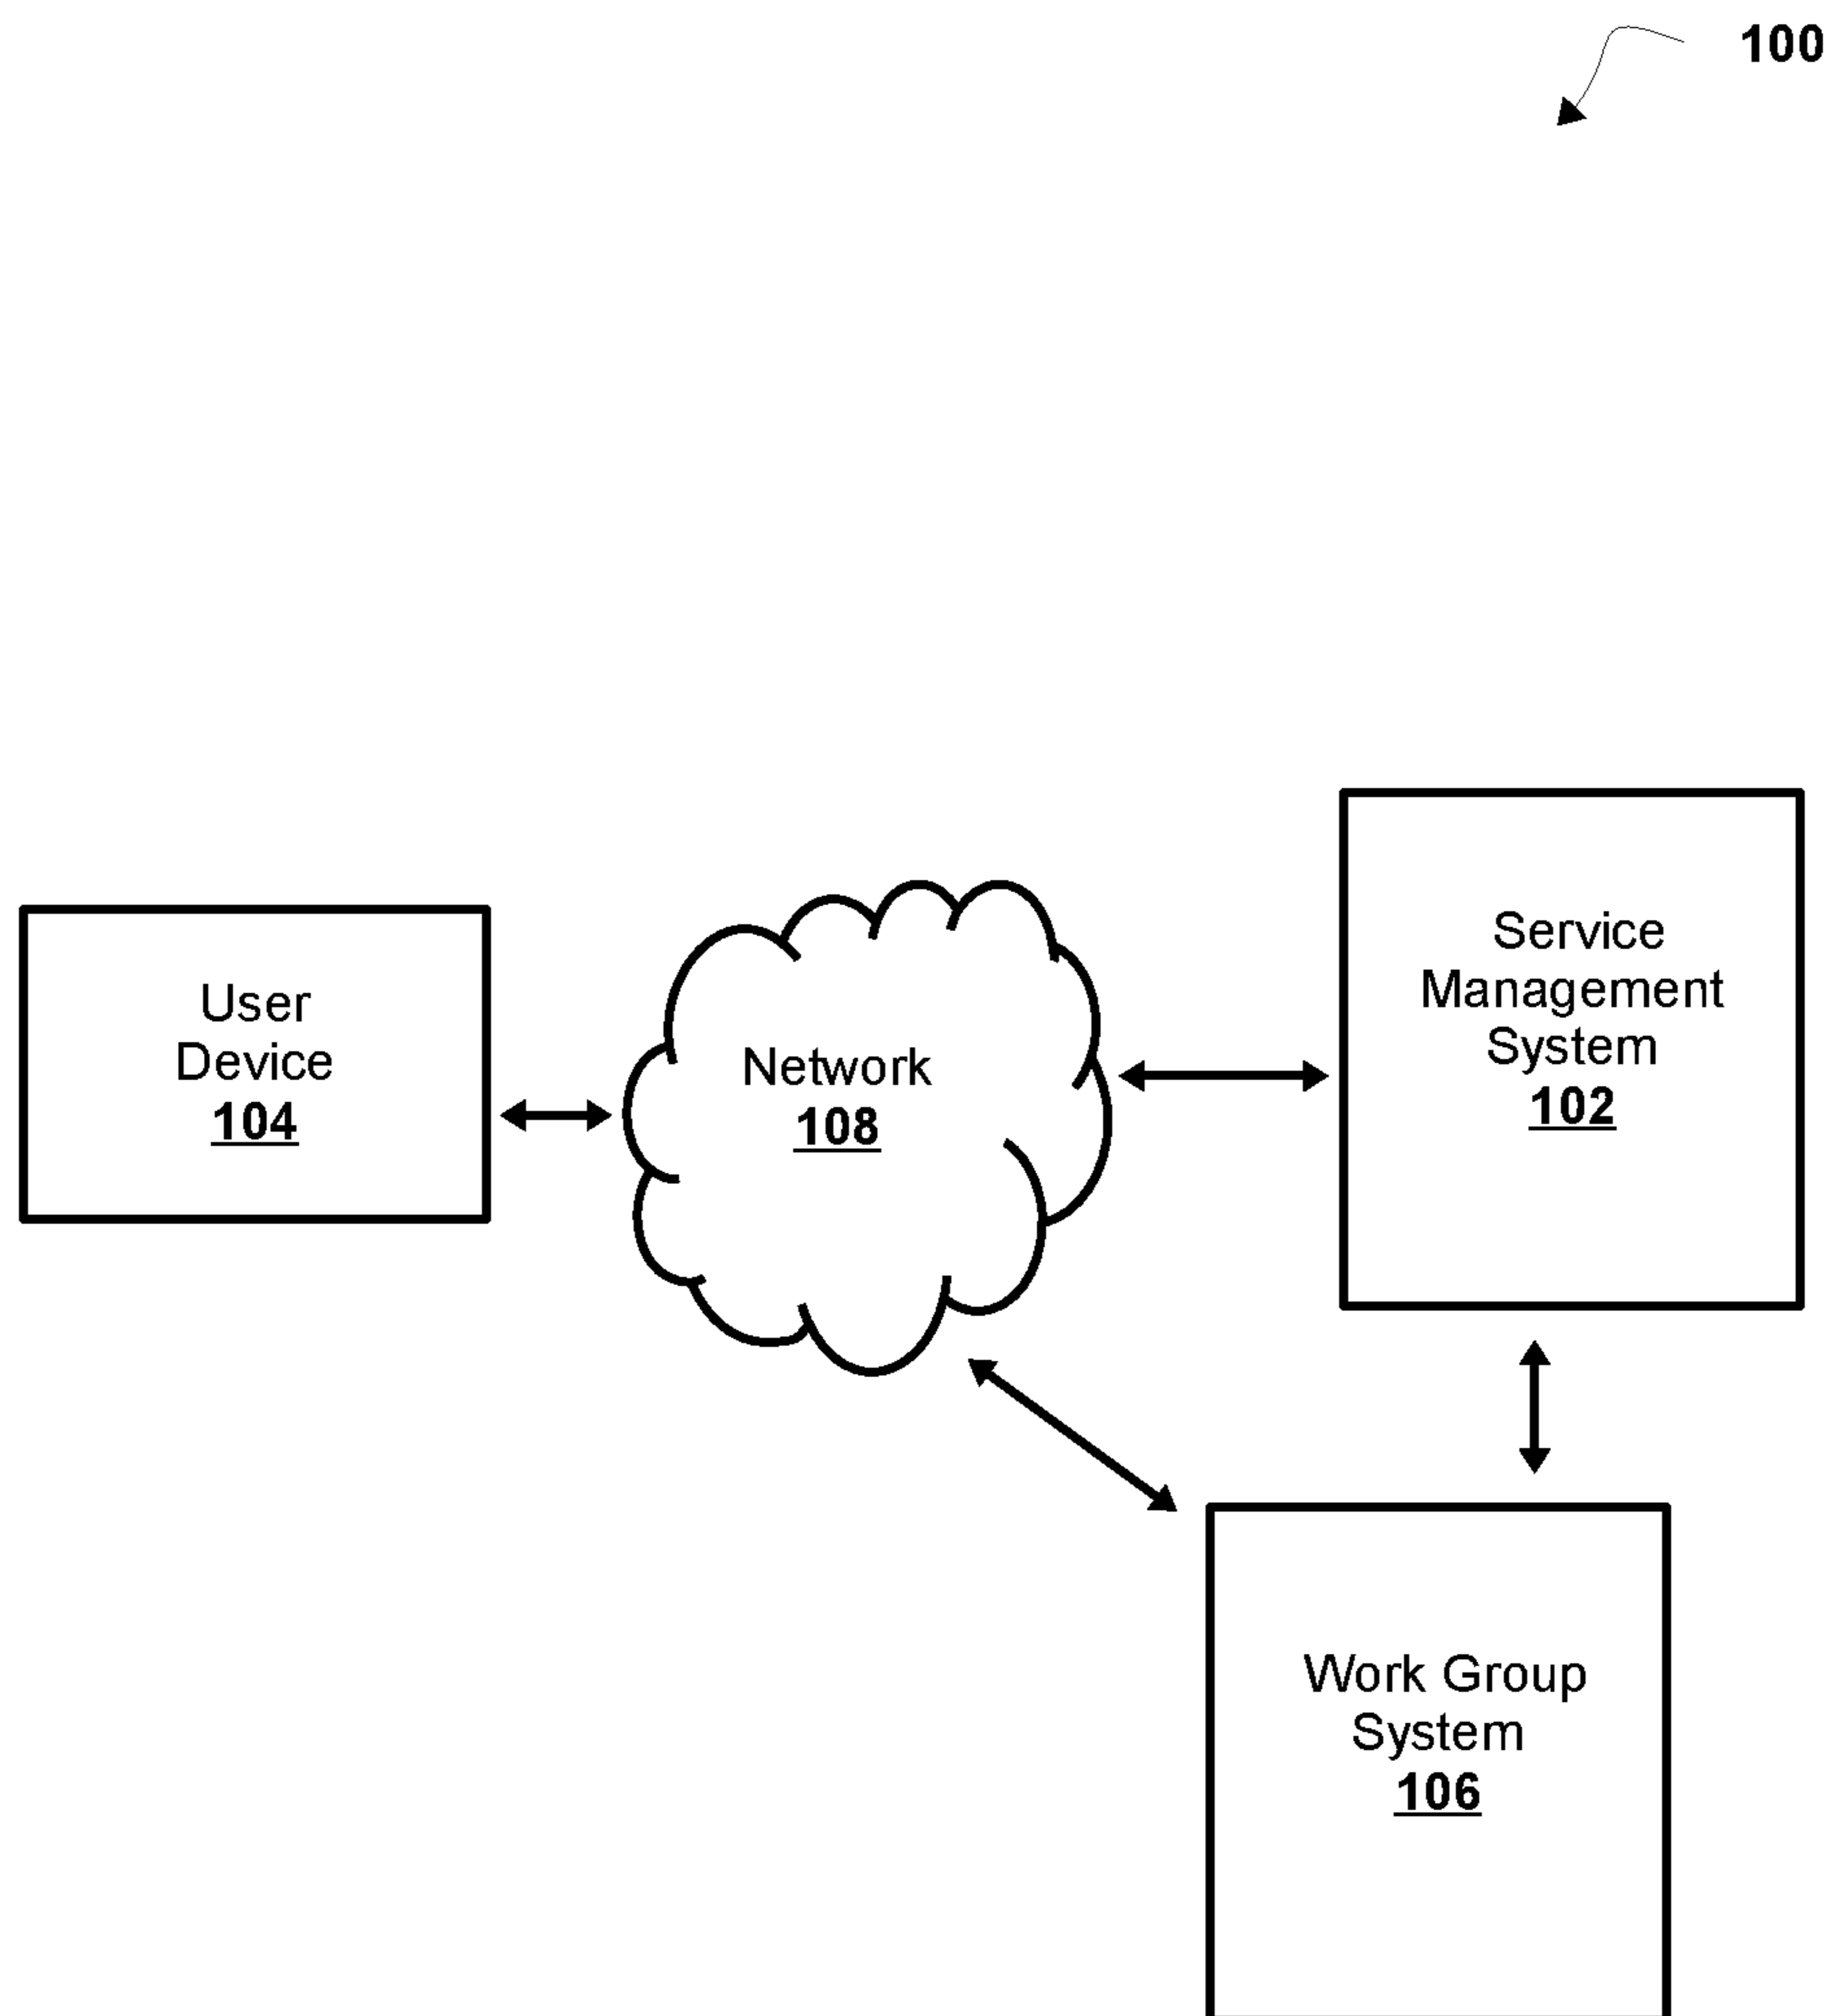 100
User
Device
104
Network
108
Service
Management
System
102
Work Group
System
106